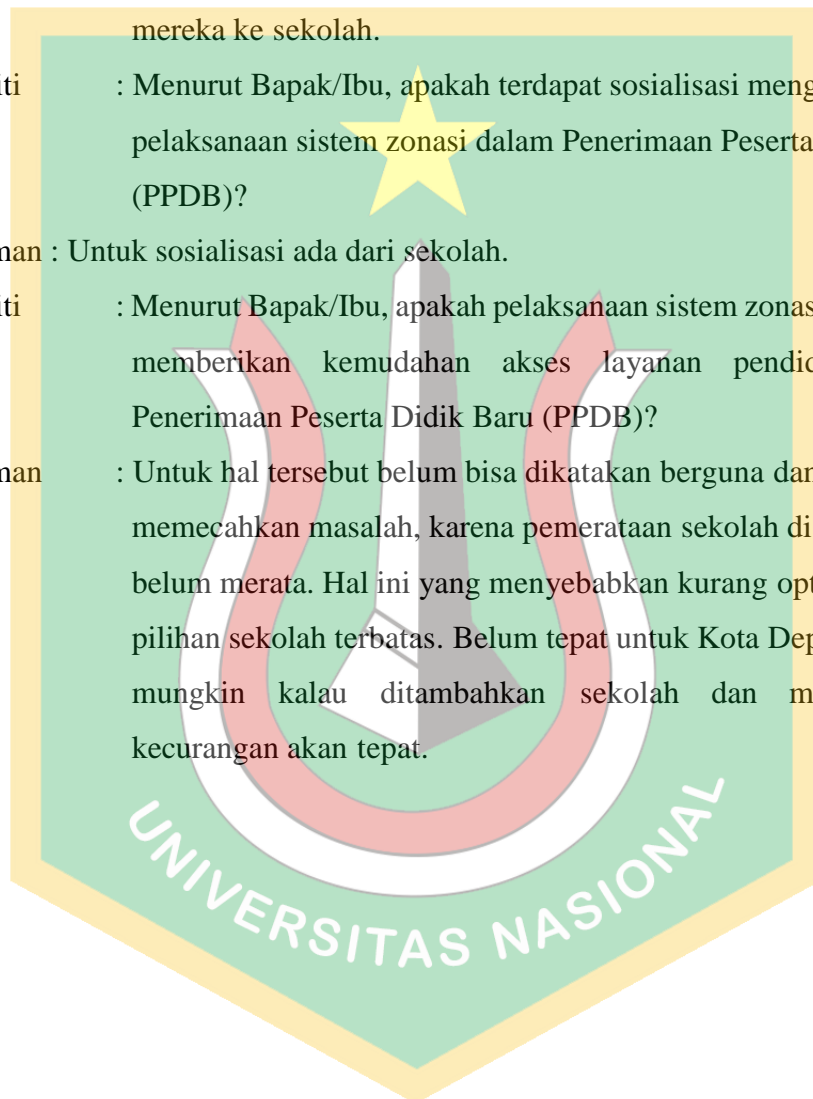 mereka ke sekolah.
iti : Menurut Bapak/Ibu, apakah terdapat sosialisasi meng
pelaksanaan sistem zonasi dalam Penerimaan Peserta
(PPDB)?
man : Untuk sosialisasi ada dari sekolah.
iti : Menurut Bapak/Ibu, apakah pelaksanaan sistem zonas
memberikan kemudahan akses layanan pendid
Penerimaan Peserta Didik Baru (PPDB)?
man : Untuk hal tersebut belum bisa dikatakan berguna dan
memecahkan masalah, karena pemerataan sekolah di
belum merata. Hal ini yang menyebabkan kurang opt
pilihan sekolah terbatas. Belum tepat untuk Kota Dep
mungkin kalau ditambahkan sekolah dan m
kecurangan akan tepat.
UNIVERSITAS NASIONAL